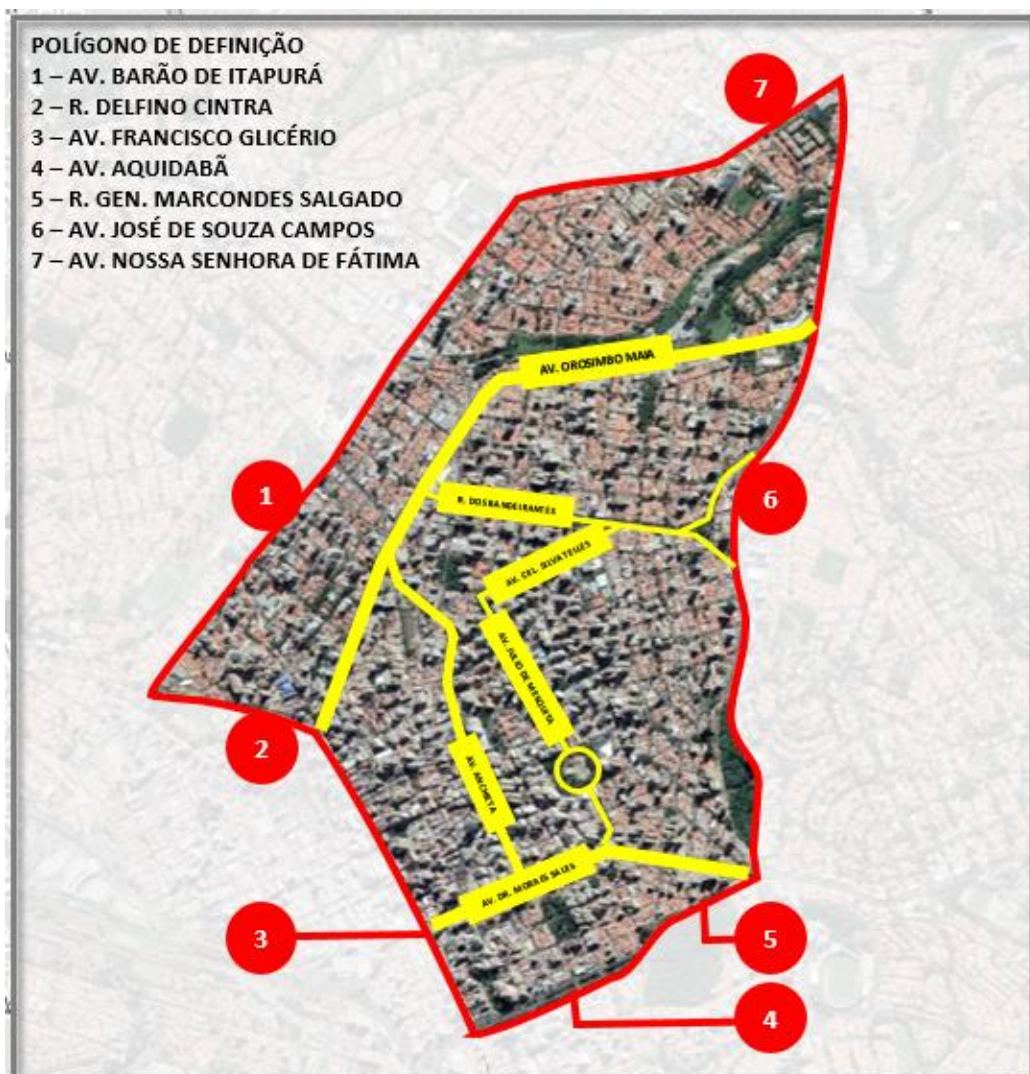 POLÍGONO DE DEFINIÇÃO
1 – AV. BARÃO DE ITAPURÁ
2 – R. DELFINO CINTRA
3 – AV. FRANCISCO GLICÉRIO
4 – AV. AQUIDABÃ
5 – R. GEN. MARCONDES SALGADO
6 – AV. JOSÉ DE SOUZA CAMPOS
7 – AV. NOSSA SENHORA DE FÁTIMA
7
AV. OROSIMBO MAIA
1
R. DOS BANDEIRANTES
6
AV. CEL. SILVA TELLES
AV. JULIO DE MESQUITA
2
AV. ANCHIETA
AV. DR. MORAIS SALES
3
5
4